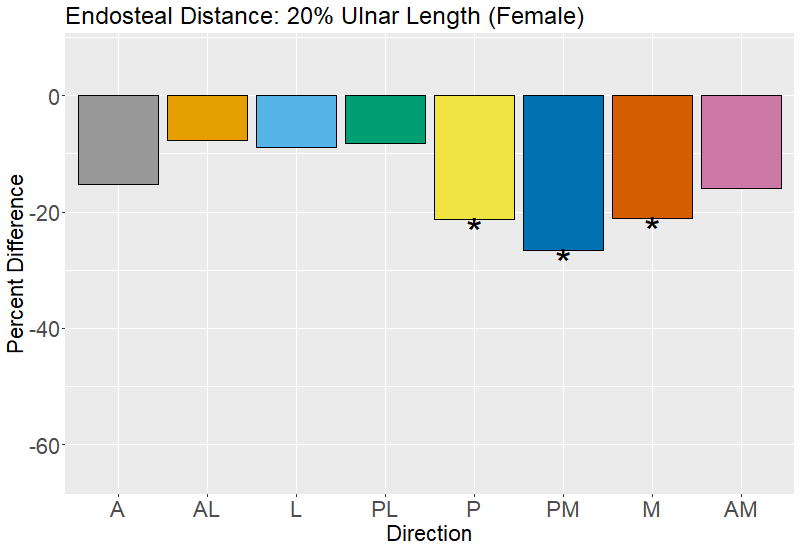 Endosteal Distance: 20% Ulnar Length (Female)
Percent Difference
0
-20
-40
-60
* * *
A AL L PL P PM M AM
Direction